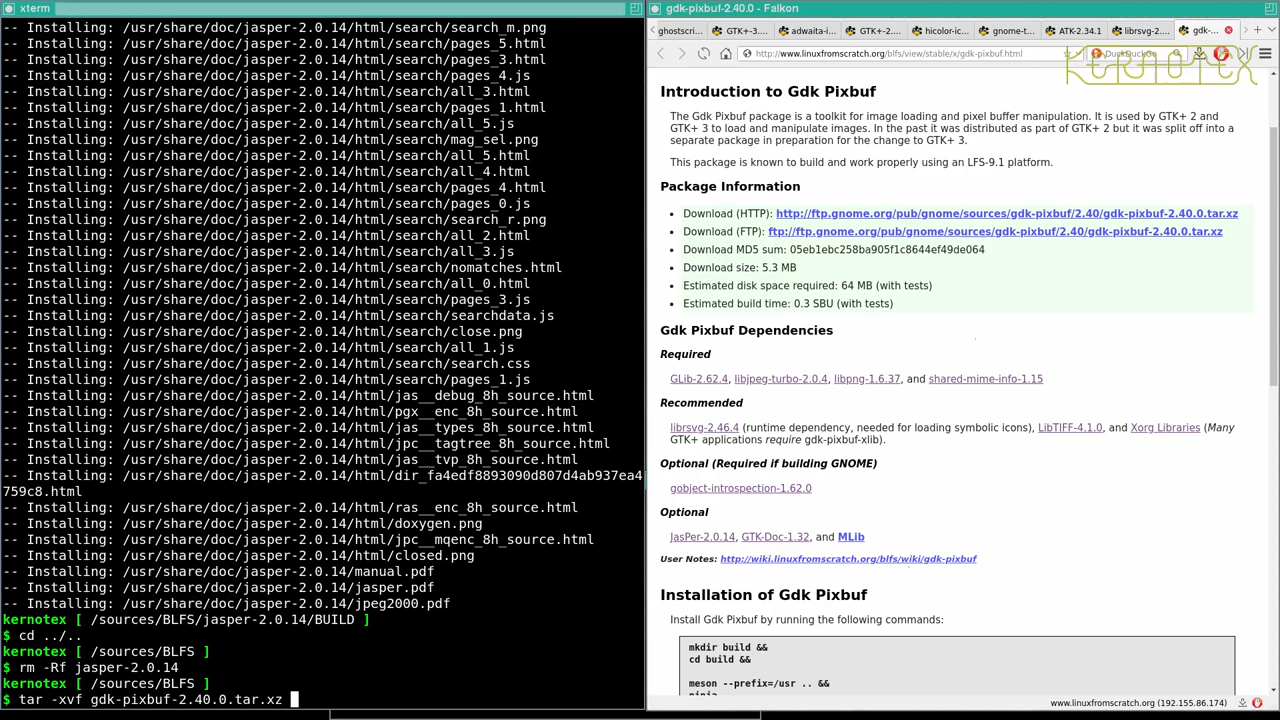 xterm
-- Installing: /usr/share/doc/jasper-2.0.14/html/search/search_m.png
-- Installing: /usr/share/doc/jasper-2.0.14/html/search/pages_5.html
-- Installing: /usr/share/doc/jasper-2.0.14/html/search/pages_3.html
-- Installing: /usr/share/doc/jasper-2.0.14/html/search/pages_4.js
-- Installing: /usr/share/doc/jasper-2.0.14/html/search/all_3.html
-- Installing: /usr/share/doc/jasper-2.0.14/html/search/pages_1.html
-- Installing: /usr/share/doc/jasper-2.0.14/html/search/all_5.js
-- Installing: /usr/share/doc/jasper-2.0.14/html/search/mag_sel.png
-- Installing: /usr/share/doc/jasper-2.0.14/html/search/all_5.html
-- Installing: /usr/share/doc/jasper-2.0.14/html/search/all_4.html
-- Installing: /usr/share/doc/jasper-2.0.14/html/search/pages_4.html
-- Installing: /usr/share/doc/jasper-2.0.14/html/search/pages_0.js
-- Installing: /usr/share/doc/jasper-2.0.14/html/search/search_r.png
-- Installing: /usr/share/doc/jasper-2.0.14/html/search/all_2.html
-- Installing: /usr/share/doc/jasper-2.0.14/html/search/all_3.js
-- Installing: /usr/share/doc/jasper-2.0.14/html/search/nomatches.html
-- Installing: /usr/share/doc/jasper-2.0.14/html/search/all_0.html
-- Installing: /usr/share/doc/jasper-2.0.14/html/search/pages_3.js
-- Installing: /usr/share/doc/jasper-2.0.14/html/search/searchdata.js
-- Installing: /usr/share/doc/jasper-2.0.14/html/search/close.png
-- Installing: /usr/share/doc/jasper-2.0.14/html/search/all_1.js
-- Installing: /usr/share/doc/jasper-2.0.14/html/search/search.css
-- Installing: /usr/share/doc/jasper-2.0.14/html/search/pages_1.js
-- Installing: /usr/share/doc/jasper-2.0.14/html/jas__debug_8h_source.html
-- Installing: /usr/share/doc/jasper-2.0.14/html/pgx__enc_8h_source.html
-- Installing: /usr/share/doc/jasper-2.0.14/html/jas__types_8h_source.html
-- Installing: /usr/share/doc/jasper-2.0.14/html/jpc__tagtree_8h_source.html
-- Installing: /usr/share/doc/jasper-2.0.14/html/jas__tvp_8h_source.html
-- Installing: /usr/share/doc/jasper-2.0.14/html/dir_fa4edf8893090d807d4ab937ea4
759c8.html
-- Installing: /usr/share/doc/jasper-2.0.14/html/ras__enc_8h_source.html
-- Installing: /usr/share/doc/jasper-2.0.14/html/doxygen.png
-- Installing: /usr/share/doc/jasper-2.0.14/html/jpc__mqenc_8h_source.html
-- Installing: /usr/share/doc/jasper-2.0.14/html/closed.png
-- Installing: /usr/share/doc/jasper-2.0.14/manual.pdf
-- Installing: /usr/share/doc/jasper-2.0.14/jasper.pdf
-- Installing: /usr/share/doc/jasper-2.0.14/jpeg2000.pdf
kernotex [ /sources/BLFS/jasper-2.0.14/BUILD ]
$ cd ../..
kernotex [ /sources/BLFS ]
$ rm -Rf jasper-2.0.14
kernotex [ /sources/BLFS ]
$ tar -xvf gdk-pixbuf-2.40.0.tar.xz
gdk-pixbuf-2.40.0 - Falkon
ghostscri... GTK+-3.... adwaita-i... GTK+-2.... hicolor-ic... gnome-t... ATK-2.34.1 librsvg-2.... gdk-...
http://www.linuxfromscratch.org/blfs/view/stable/x/gdk-pixbuf.html DuckDuckGo
KERNOTEX
Introduction to Gdk Pixbuf
The Gdk Pixbuf package is a toolkit for image loading and pixel buffer manipulation. It is used by GTK+ 2 and
GTK+ 3 to load and manipulate images. In the past it was distributed as part of GTK+ 2 but it was split off into a
separate package in preparation for the change to GTK+ 3.
This package is known to build and work properly using an LFS-9.1 platform.
Package Information
• Download (HTTP): http://ftp.gnome.org/pub/gnome/sources/gdk-pixbuf/2.40/gdk-pixbuf-2.40.0.tar.xz
• Download (FTP): ftp://ftp.gnome.org/pub/gnome/sources/gdk-pixbuf/2.40/gdk-pixbuf-2.40.0.tar.xz
• Download MD5 sum: 05eb1ebc258ba905f1c8644ef49de064
• Download size: 5.3 MB
• Estimated disk space required: 64 MB (with tests)
• Estimated build time: 0.3 SBU (with tests)
Gdk Pixbuf Dependencies
Required
GLib-2.62.4, libjpeg-turbo-2.0.4, libpng-1.6.37, and shared-mime-info-1.15
Recommended
librsvg-2.46.4 (runtime dependency, needed for loading symbolic icons), LibTIFF-4.1.0, and Xorg Libraries (Many
GTK+ applications require gdk-pixbuf-xlib).
Optional (Required if building GNOME)
gobject-introspection-1.62.0
Optional
JasPer-2.0.14, GTK-Doc-1.32, and MLib
User Notes: http://wiki.linuxfromscratch.org/blfs/wiki/gdk-pixbuf
Installation of Gdk Pixbuf
Install Gdk Pixbuf by running the following commands:
mkdir build &&
cd build &&
meson --prefix=/usr .. &&
ninja
www.linuxfromscratch.org (192.155.86.174)